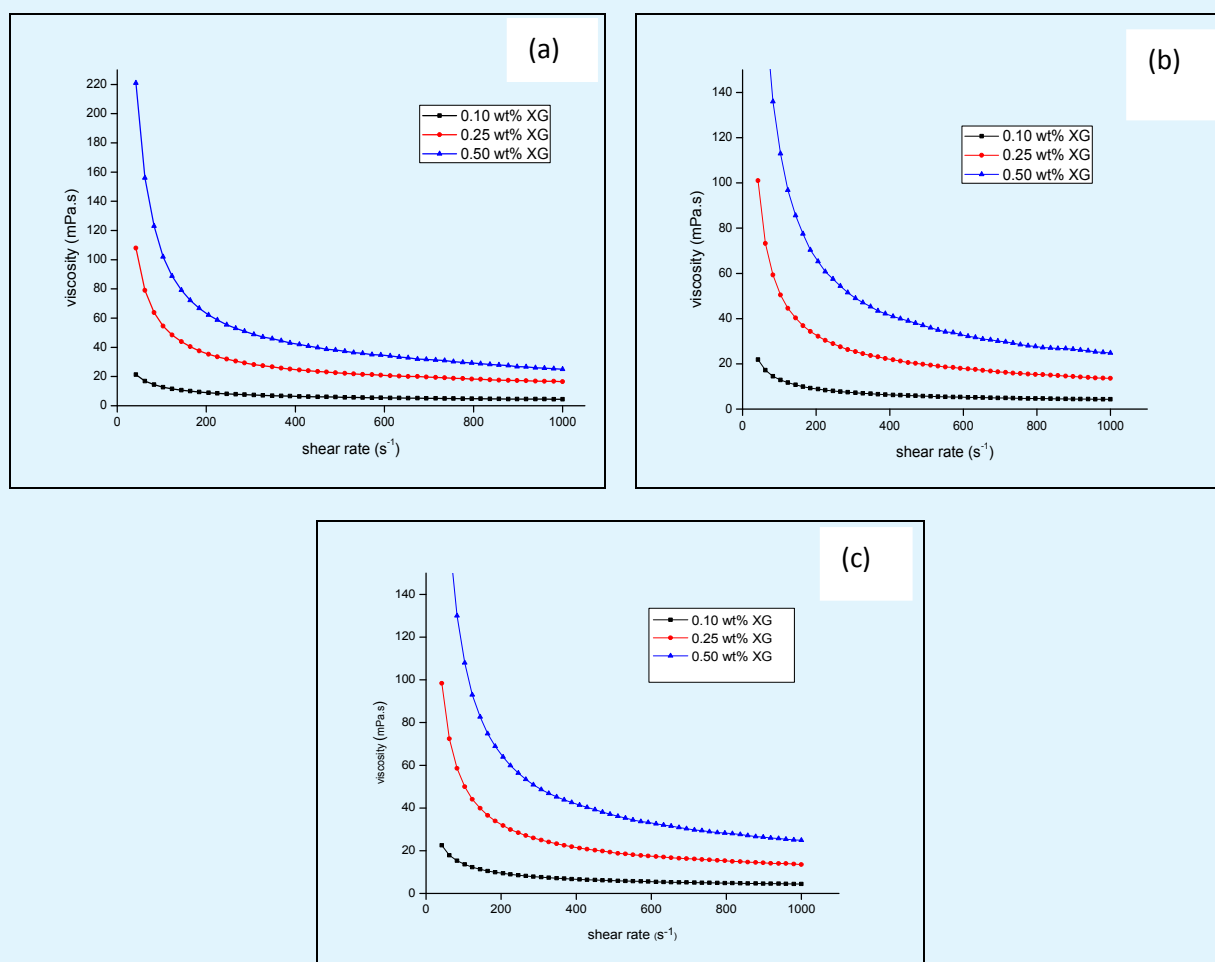 (a)
220
200
180
160
140
120
100
80
60
40
20
0
viscosity (mPa.s)
0.10 wt% XG
0.25 wt% XG
0.50 wt% XG
0 200 400 600 800 1000
shear rate (s⁻¹)
(b)
140
120
100
80
60
40
20
0
viscosity (mPa.s)
0.10 wt% XG
0.25 wt% XG
0.50 wt% XG
0 200 400 600 800 1000
shear rate (s⁻¹)
(c)
140
120
100
80
60
40
20
0
viscosity (mPa.s)
0.10 wt% XG
0.25 wt% XG
0.50 wt% XG
0 200 400 600 800 1000
shear rate (s⁻¹)